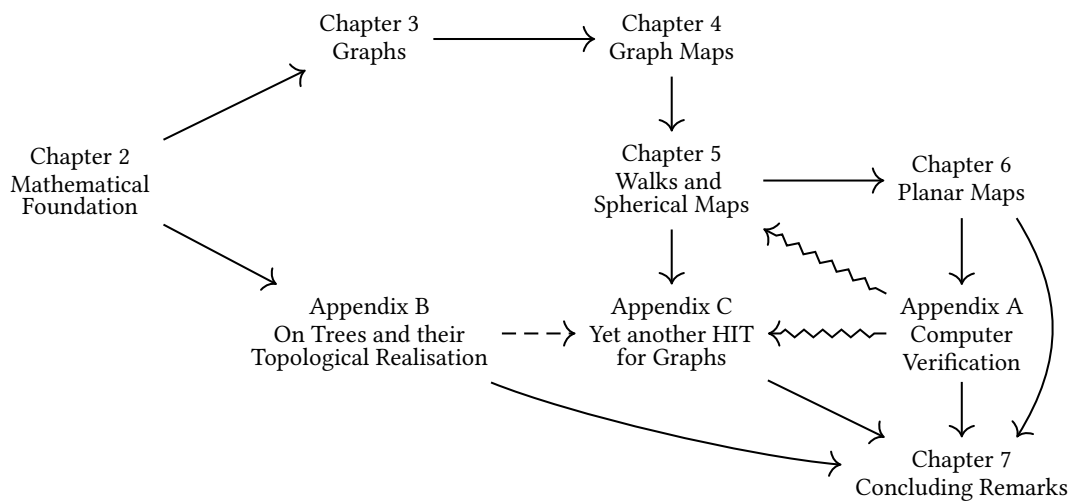 Chapter 3
Graphs
Chapter 4
Graph Maps
Chapter 2
Mathematical
Foundation
Chapter 5
Walks and
Spherical Maps
Chapter 6
Planar Maps
Appendix B
On Trees and their
Topological Realisation
Appendix C
Yet another HIT
for Graphs
Appendix A
Computer
Verification
Chapter 7
Concluding Remarks